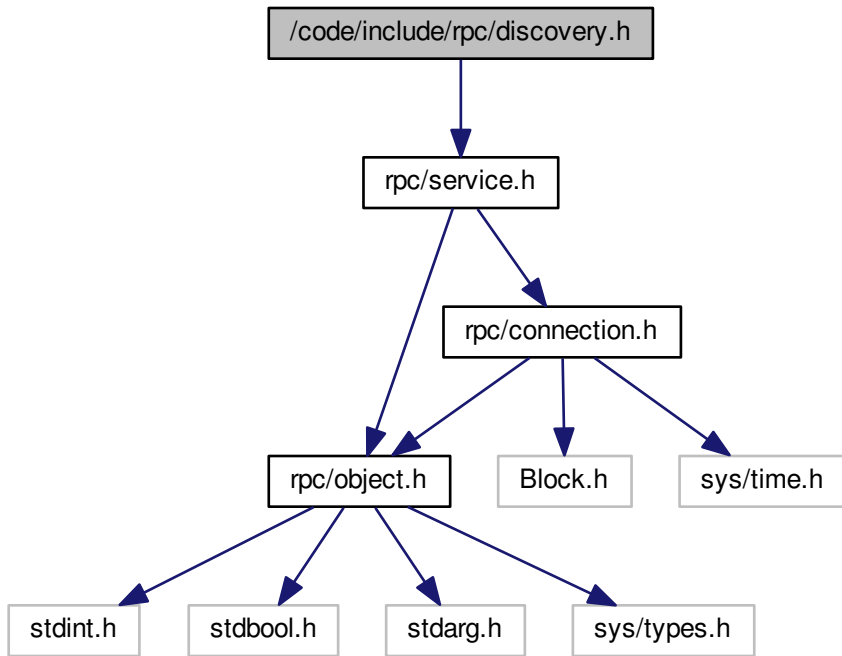 /code/include/rpc/discovery.h
rpc/service.h
rpc/connection.h
rpc/object.h
Block.h
sys/time.h
stdint.h
stdbool.h
stdarg.h
sys/types.h